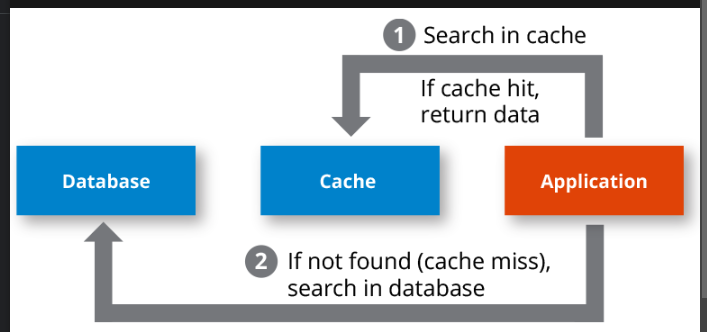 1 Search in cache
If cache hit,
return data
Database
Cache
Application
2 If not found (cache miss),
search in database